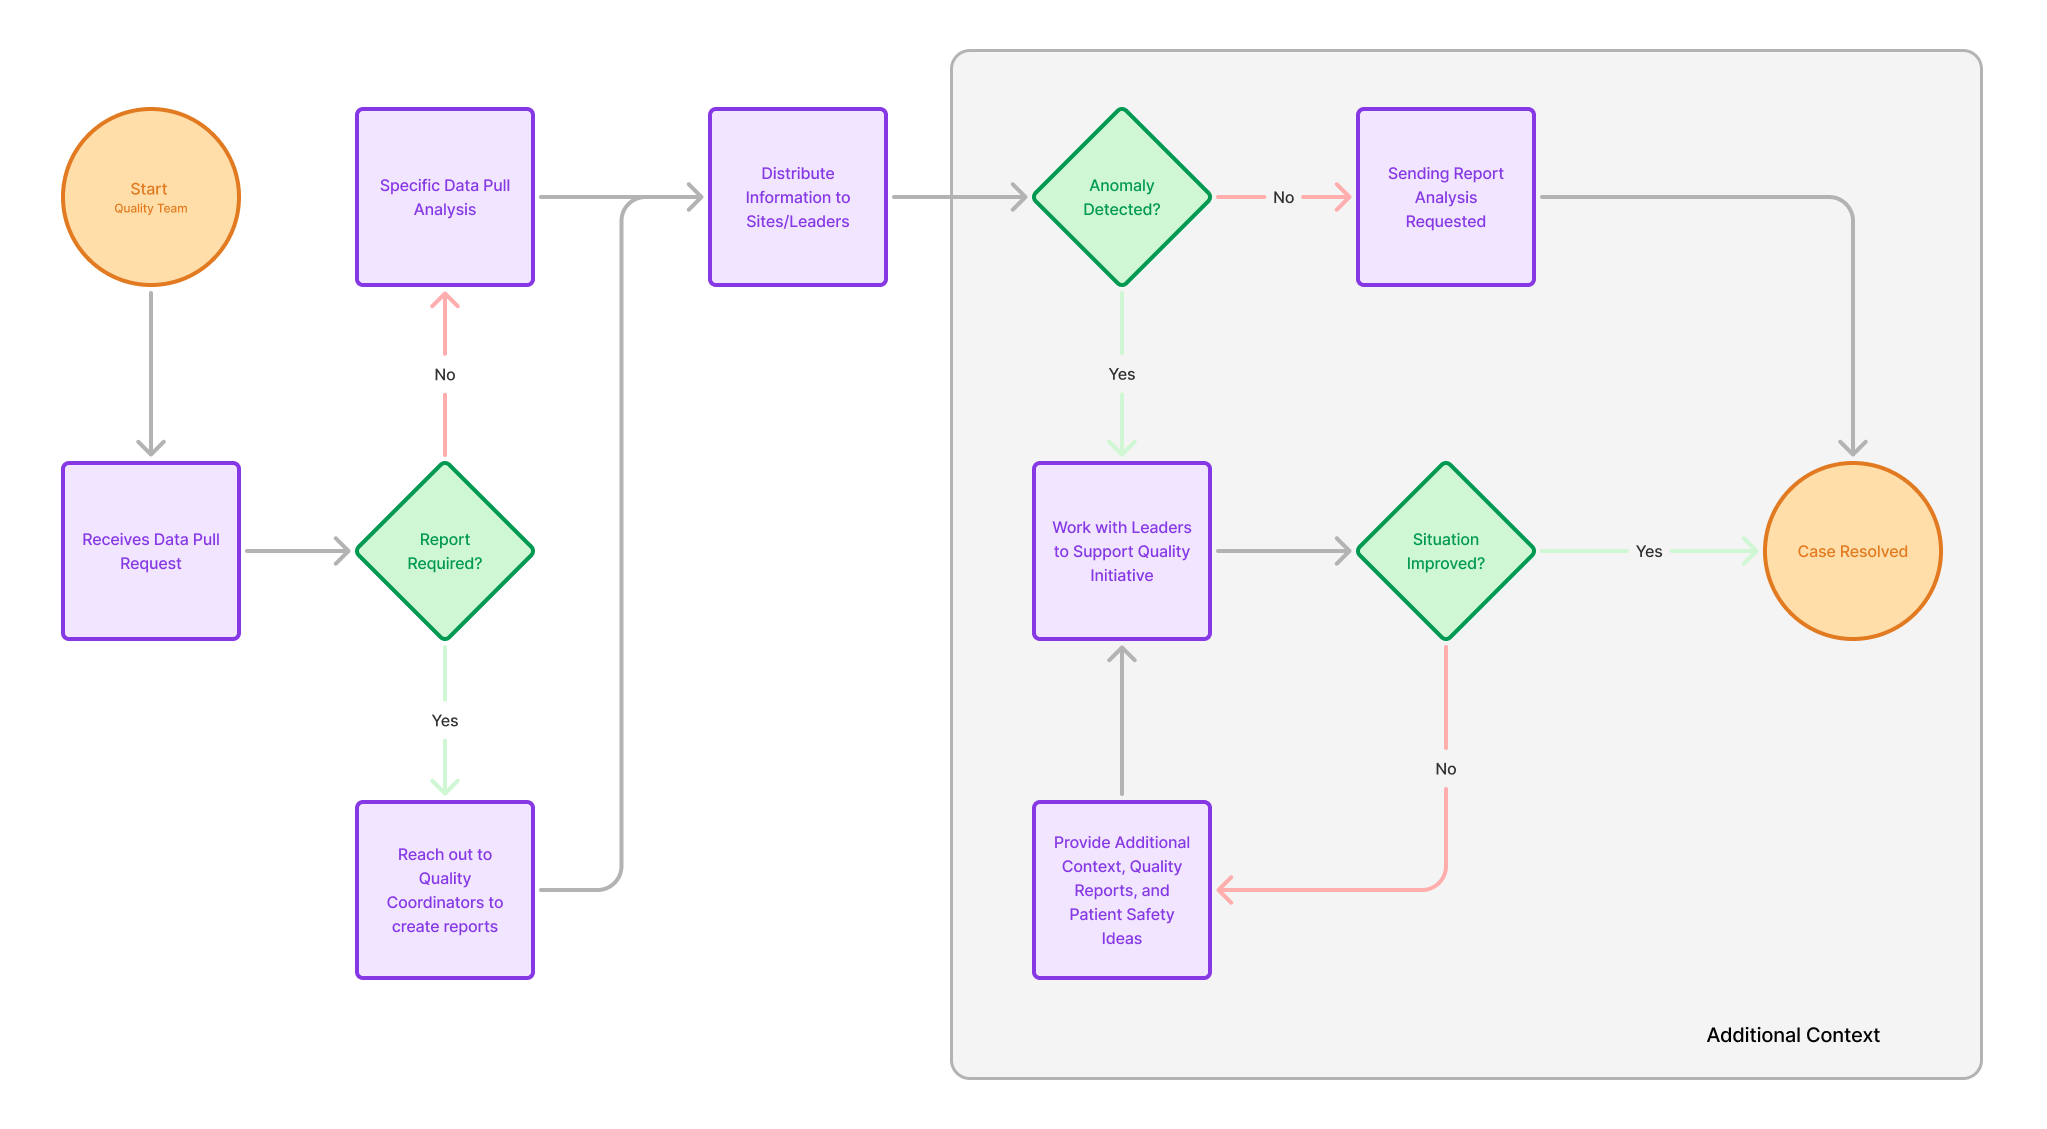 Start
Quality Team
Receives Data Pull
Request
Report
Required?
No
Specific Data Pull
Analysis
Yes
Reach out to
Quality
Coordinators to
create reports
Distribute
Information to
Sites/Leaders
Anomaly
Detected?
No
Sending Report
Analysis
Requested
Yes
Work with Leaders
to Support Quality
Initiative
Situation
Improved?
Yes
Case Resolved
No
Provide Additional
Context, Quality
Reports, and
Patient Safety
Ideas
Additional Context